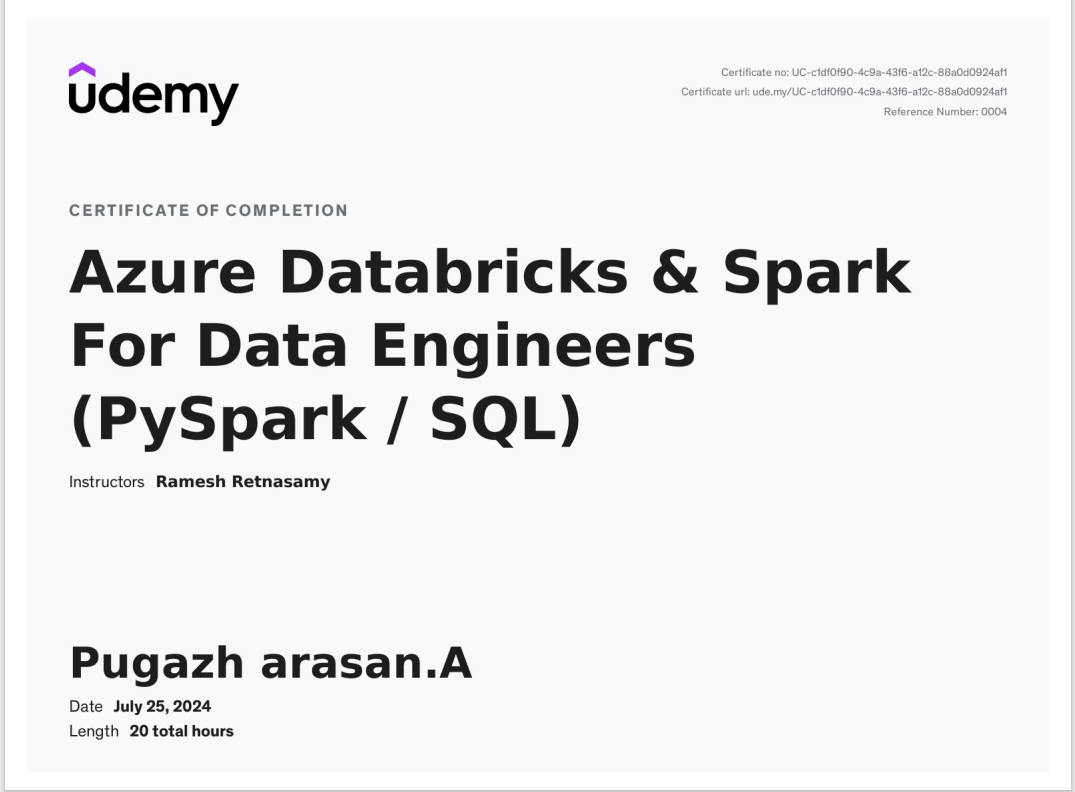 udemy
Certificate no: UC-c1df0f90-4c9a-43f6-a12c-88a0d0924af1
Certificate url: ude.my/UC-c1df0f90-4c9a-43f6-a12c-88a0d0924af1
Reference Number: 0004
CERTIFICATE OF COMPLETION
Azure Databricks & Spark
For Data Engineers
(PySpark / SQL)
Instructors Ramesh Retnasamy
Pugazh arasan.A
Date July 25, 2024
Length 20 total hours